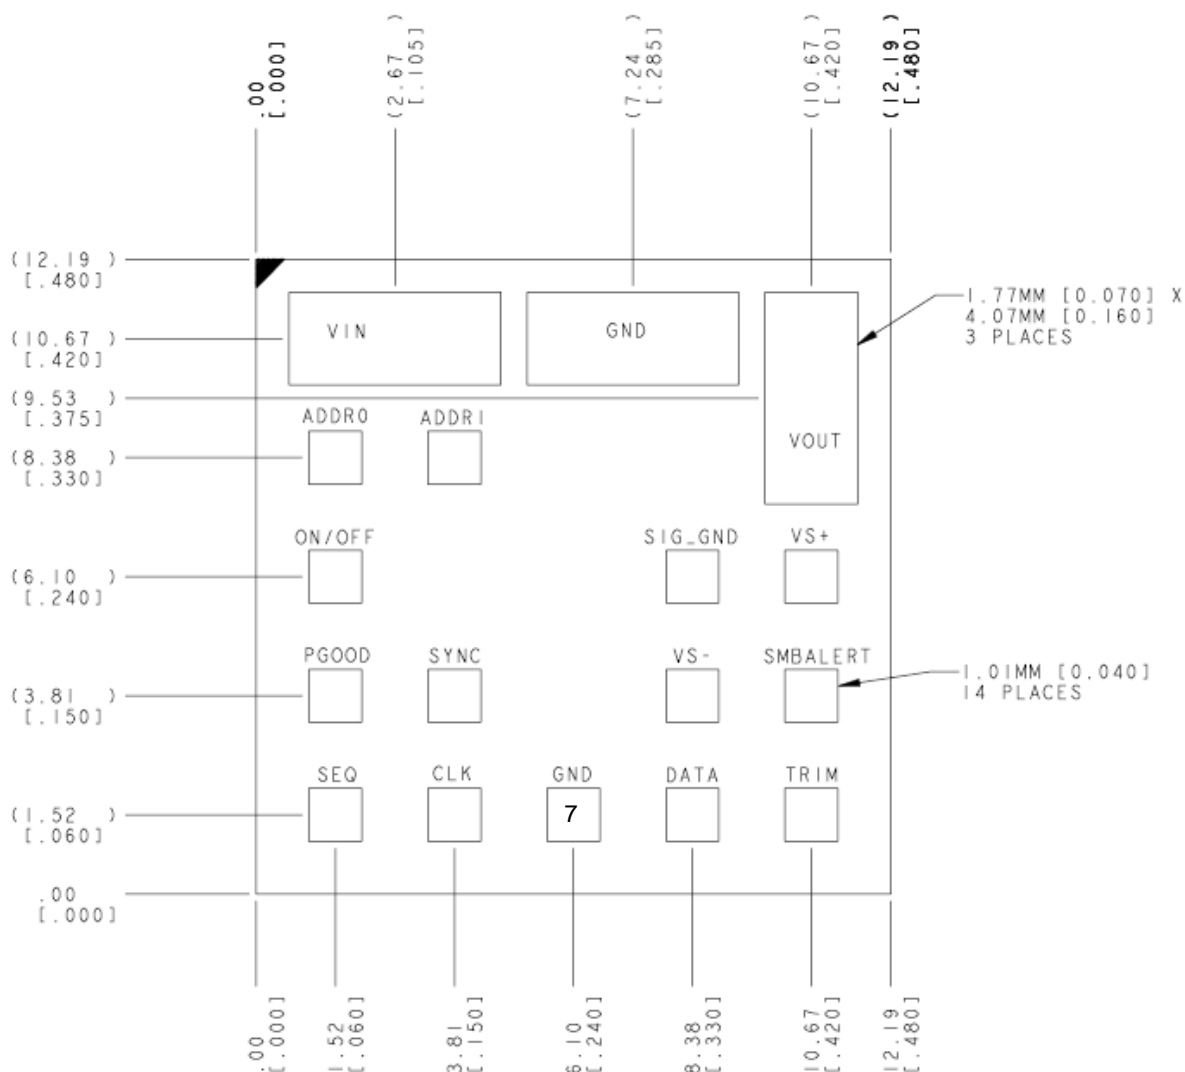 .00
[.000]
(2.67 )
[.105]
(7.24 )
[.285]
(10.67 )
[.420]
(12.19 )
[.480]
(12.19 )
[.480]
(10.67 )
[.420]
(9.53 )
[.375]
(8.38 )
[.330]
(6.10 )
[.240]
(3.81 )
[.150]
(1.52 )
[.060]
.00
[.000]
VIN
GND
VOUT
1.77MM [0.070] X
4.07MM [0.160]
3 PLACES
ADDR0
ADDR1
ON/OFF
SIG_GND
VS+
PGOOD
SYNC
VS-
SMBALERT
1.01MM [0.040]
14 PLACES
SEQ
CLK
GND
DATA
TRIM
7
.00
[.000]
1.52
[.060]
3.81
[.150]
6.10
[.240]
8.38
[.330]
10.67
[.420]
12.19
[.480]